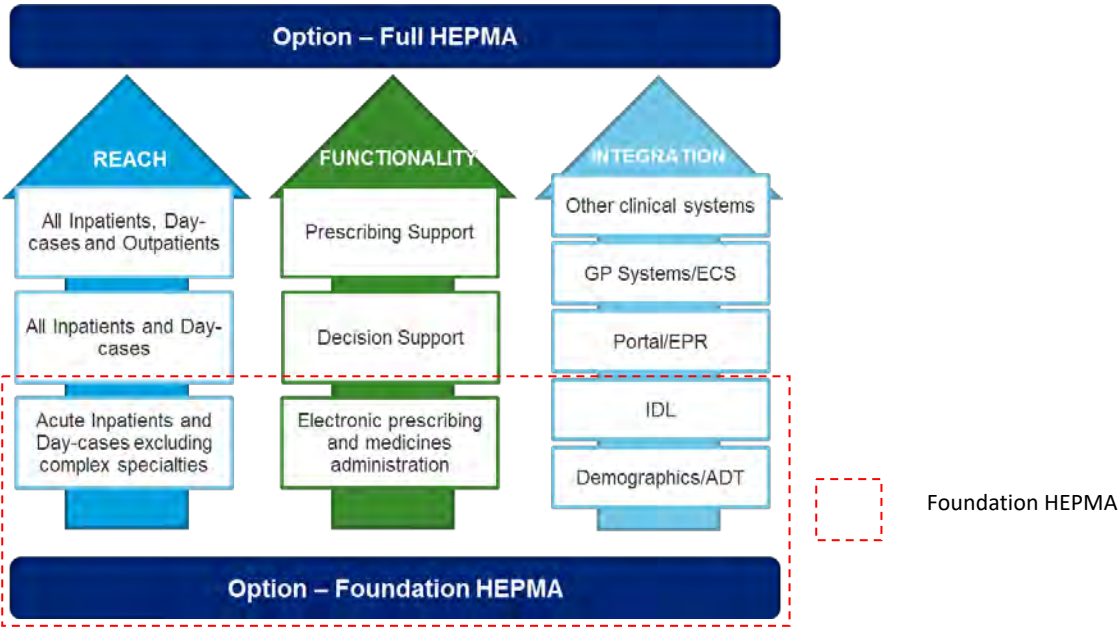 Option – Full HEPMA
REACH
All Inpatients, Day-
cases and Outpatients
All Inpatients and Day-
cases
Acute Inpatients and
Day-cases excluding
complex specialties
FUNCTIONALITY
Prescribing Support
Decision Support
Electronic prescribing
and medicines
administration
INTEGRATION
Other clinical systems
GP Systems/ECS
Portal/EPR
IDL
Demographics/ADT
Foundation HEPMA
Option – Foundation HEPMA